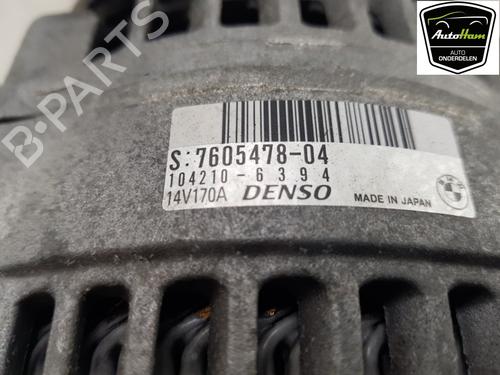 AutoHam
AUTO
ONDERDELEN
B-PARTS
S:7605478-04
104210-6394
14V170A DENSO MADE IN JAPAN